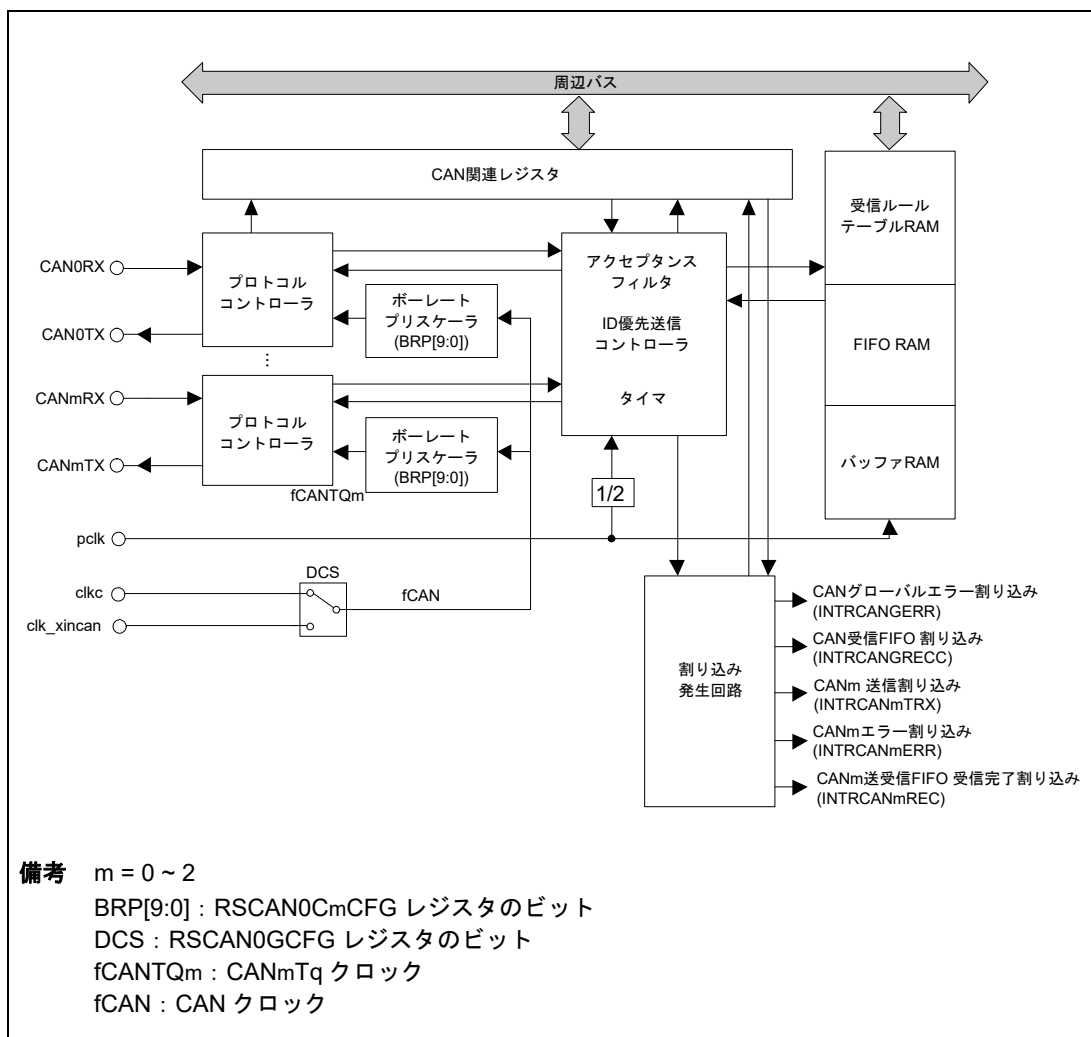 周辺バス
CAN関連レジスタ
受信ルール
テーブルRAM
FIFO RAM
バッファRAM
CAN0RX
CAN0TX
CANmRX
CANmTX
プロトコル
コントローラ
ボーレート
プリスケーラ
(BRP[9:0])
⋮
プロトコル
コントローラ
ボーレート
プリスケーラ
(BRP[9:0])
fCANTQm
アクセプタンス
フィルタ
ID優先送信
コントローラ
タイマ
1/2
pclk
clkc
clk_xincan
DCS
fCAN
割り込み
発生回路
CANグローバルエラー割り込み
(INTRCANGERR)
CAN受信FIFO 割り込み
(INTRCANGRECC)
CANm 送信割り込み
(INTRCANmTRX)
CANmエラー割り込み
(INTRCANmERR)
CANm送受信FIFO 受信完了割り込み
(INTRCANmREC)
備考 m = 0 ~ 2
BRP[9:0] : RSCAN0CmCFG レジスタのビット
DCS : RSCAN0GCFG レジスタのビット
fCANTQm : CANmTq クロック
fCAN : CAN クロック